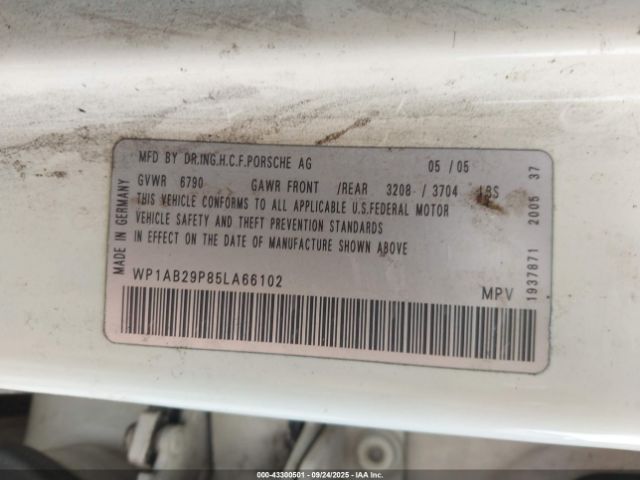 MFD BY DR.ING.H.C.F.PORSCHE AG 05 / 05
GVWR 6790 GAWR FRONT /REAR 3208 / 3704 LBS
THIS VEHICLE CONFORMS TO ALL APPLICABLE U.S.FEDERAL MOTOR
VEHICLE SAFETY AND THEFT PREVENTION STANDARDS
IN EFFECT ON THE DATE OF MANUFACTURE SHOWN ABOVE
WP1AB29P85LA66102
MPV
MADE IN GERMANY
1937871 2005 37
000-43300501 - 09/24/2025 - IAAI.com